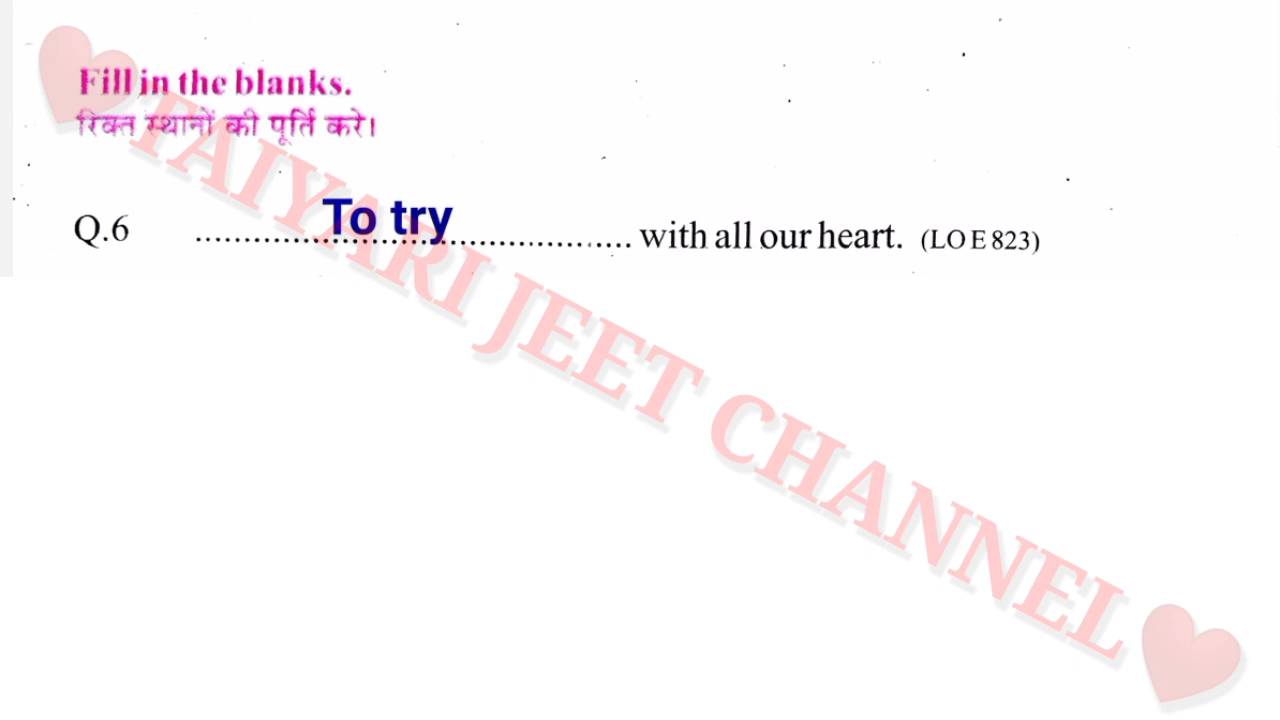 Fill in the blanks.
रिक्त स्थानों की पूर्ति करे।
Q.6 To try ............................................. with all our heart. (LO E 823)
TAIYARI JEET CHANNEL